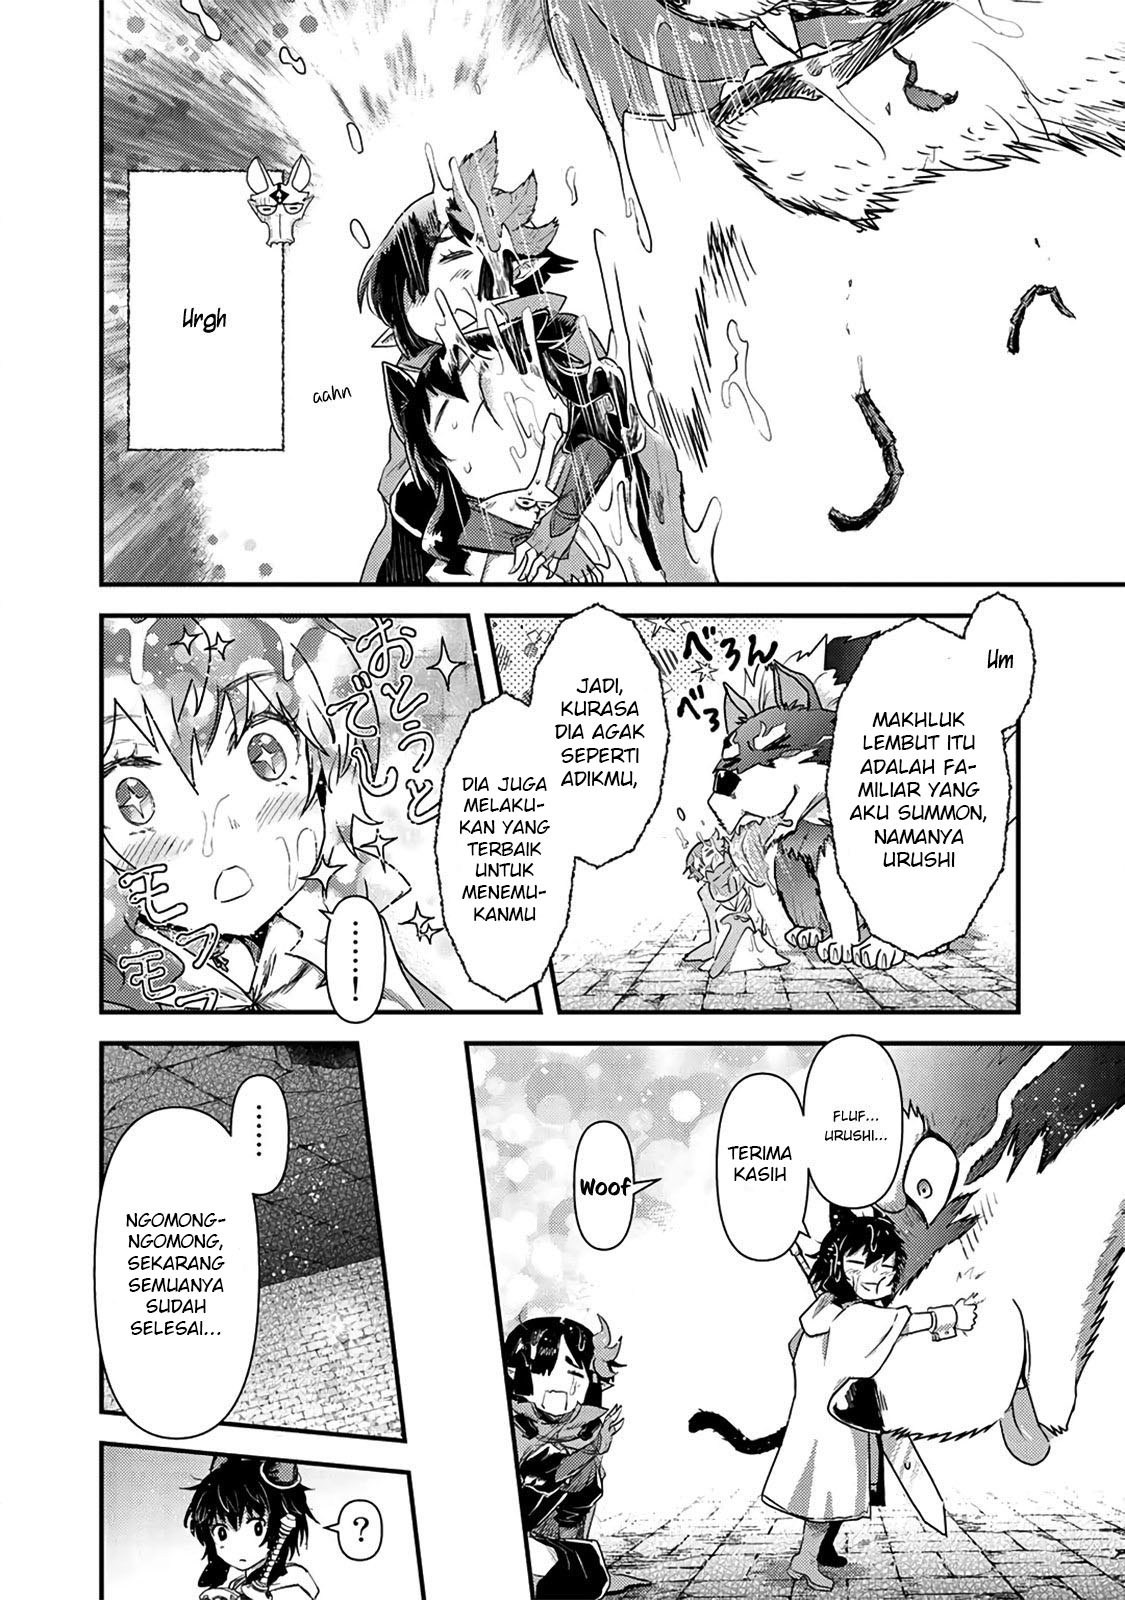 Urgh
aahn
べろん
べろ
Um
MAKHLUK
LEMBUT ITU
ADALAH FA-
MILIAR YANG
AKU SUMMON,
NAMANYA
URUSHI
JADI,
KURASA
DIA AGAK
SEPERTI
ADIKMU,
DIA JUGA
MELAKU-
KAN YANG
TERBAIK
UNTUK
MENEMU-
KANMU
おとうと
でし
モフ
モフ
……!
FLUF...
URUSHI...
TERIMA
KASIH
Woof
……
NGOMONG-
NGOMONG,
SEKARANG
SEMUANYA
SUDAH
SELESAI...
?